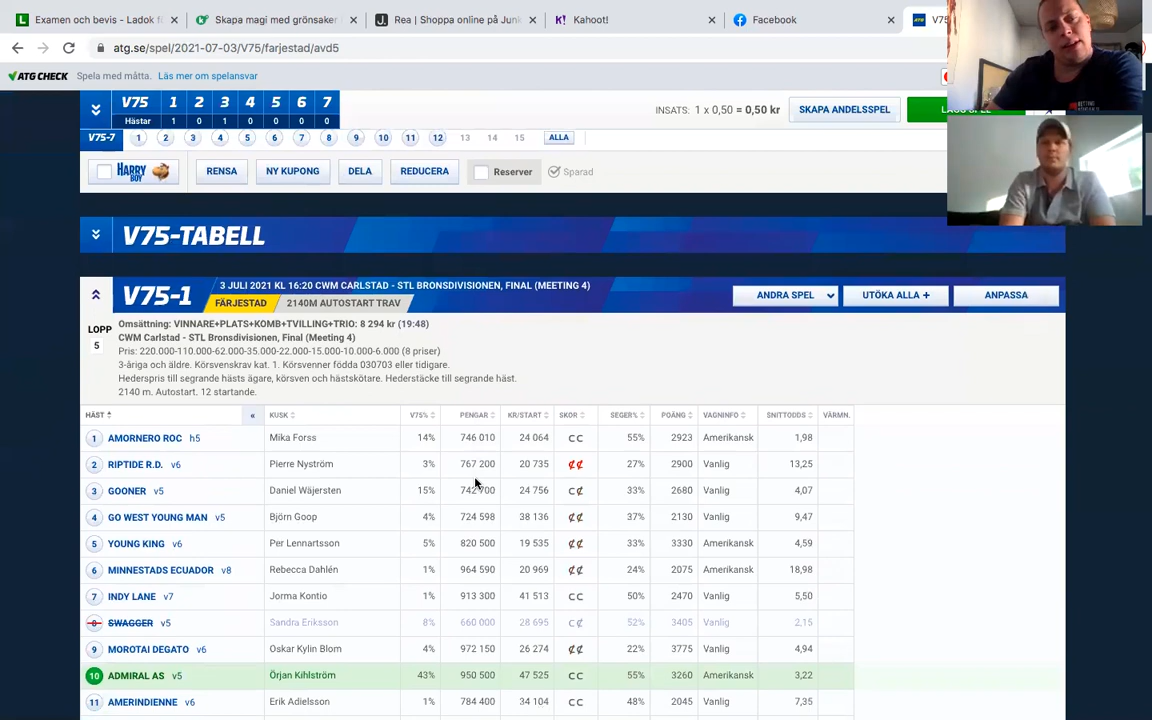 Examen och bevis - Ladok f
Skapa magi med grönsaker
Rea | Shoppa online på Junk
Kahoot!
Facebook
V75
atg.se/spel/2021-07-03/V75/farjestad/avd5
ATG CHECK Spela med måtta. Läs mer om spelansvar
V75 1 2 3 4 5 6 7
Hästar 1 0 1 0 0 0 0
INSATS: 1 x 0,50 = 0,50 kr SKAPA ANDELSSPEL
V75-7 1 2 3 4 5 6 7 8 9 10 11 12 13 14 15 ALLA
HARRY BOY RENSA NY KUPONG DELA REDUCERA Reserver Sparad
V75-TABELL
V75-1 3 JULI 2021 KL 16:20 CWM CARLSTAD - STL BRONSDIVISIONEN, FINAL (MEETING 4)
FÄRJESTAD 2140M AUTOSTART TRAV
ANDRA SPEL UTÖKA ALLA + ANPASSA
LOPP
5
Omsättning: VINNARE+PLATS+KOMB+TVILLING+TRIO: 8 294 kr (19:48)
CWM Carlstad - STL Bronsdivisionen, Final (Meeting 4)
Pris: 220.000-110.000-62.000-35.000-22.000-15.000-10.000-6.000 (8 priser)
3-åriga och äldre. Körsvenskrav kat. 1. Körsvenner födda 030703 eller tidigare.
Hederspris till segrande hästs ägare, körsven och hästskötare. Hederstäcke till segrande häst.
2140 m. Autostart. 12 startande.
HÄST « KUSK V75% PENGAR KR/START SKOR SEGER% POÄNG VAGNINFO SNITTODDS VÄRMN.
1 AMORNERO ROC h5 Mika Forss 14% 746 010 24 064 C C 55% 2923 Amerikansk 1,98
2 RIPTIDE R.D. v6 Pierre Nyström 3% 767 200 20 735 ₵ ₵ 27% 2900 Vanlig 13,25
3 GOONER v5 Daniel Wäjersten 15% 742 700 24 756 C ₵ 33% 2680 Vanlig 4,07
4 GO WEST YOUNG MAN v5 Björn Goop 4% 724 598 38 136 ₵ ₵ 37% 2130 Vanlig 9,47
5 YOUNG KING v6 Per Lennartsson 5% 820 500 19 535 ₵ ₵ 33% 3330 Amerikansk 4,59
6 MINNESTADS ECUADOR v8 Rebecca Dahlén 1% 964 590 20 969 ₵ ₵ 24% 2075 Amerikansk 18,98
7 INDY LANE v7 Jorma Kontio 1% 913 300 41 513 C C 50% 2470 Vanlig 5,50
8 SWAGGER v5 Sandra Eriksson 8% 660 000 28 695 C ₵ 52% 3405 Vanlig 2,15
9 MOROTAI DEGATO v6 Oskar Kylin Blom 4% 972 150 26 274 ₵ ₵ 22% 3775 Vanlig 4,94
10 ADMIRAL AS v5 Örjan Kihlström 43% 950 500 47 525 C C 55% 3260 Amerikansk 3,22
11 AMERINDIENNE v6 Erik Adielsson 1% 784 400 34 104 C C 48% 2045 Vanlig 7,35